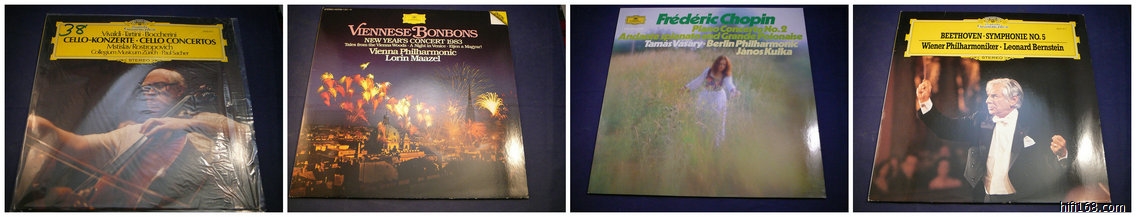 38
Vivaldi · Tartini · Boccherini
CELLO-KONZERTE · CELLO CONCERTOS
Mstislav Rostropovich
Collegium Musicum Zürich · Paul Sacher
STEREO
VIENNESE BONBONS
NEW YEAR'S CONCERT 1983
Tales from the Vienna Woods · A Night in Venice · Eljen a Magyar!
Vienna Philharmonic
Lorin Maazel
Frédéric Chopin
Piano Concerto No. 2
Andante spianato and Grande Polonaise
Tamás Vásáry · Berlin Philharmonic
János Kulka
BEETHOVEN · SYMPHONIE NO. 5
Wiener Philharmoniker · Leonard Bernstein
STEREO
hifi168.com